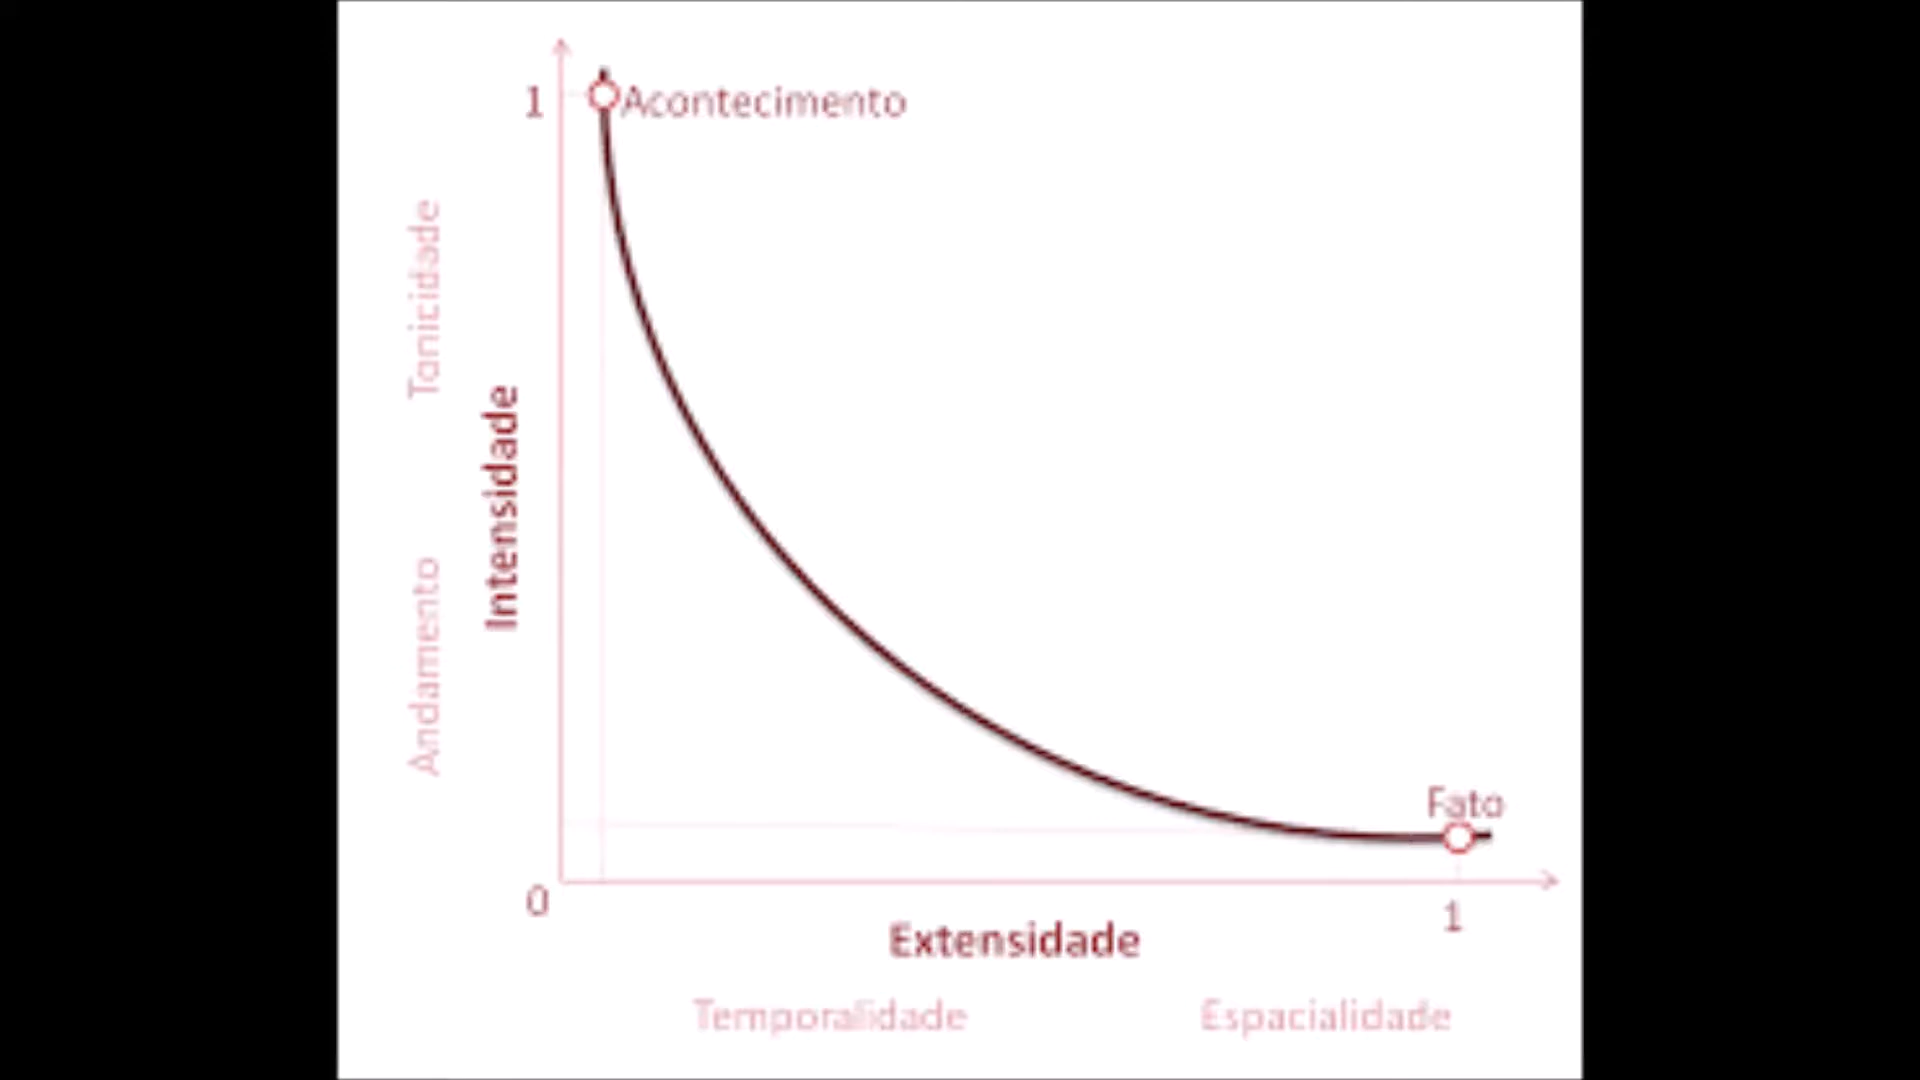 1
Acontecimento
Tonicidade
Intensidade
Andamento
Fato
0
1
Extensidade
Temporalidade
Espacialidade